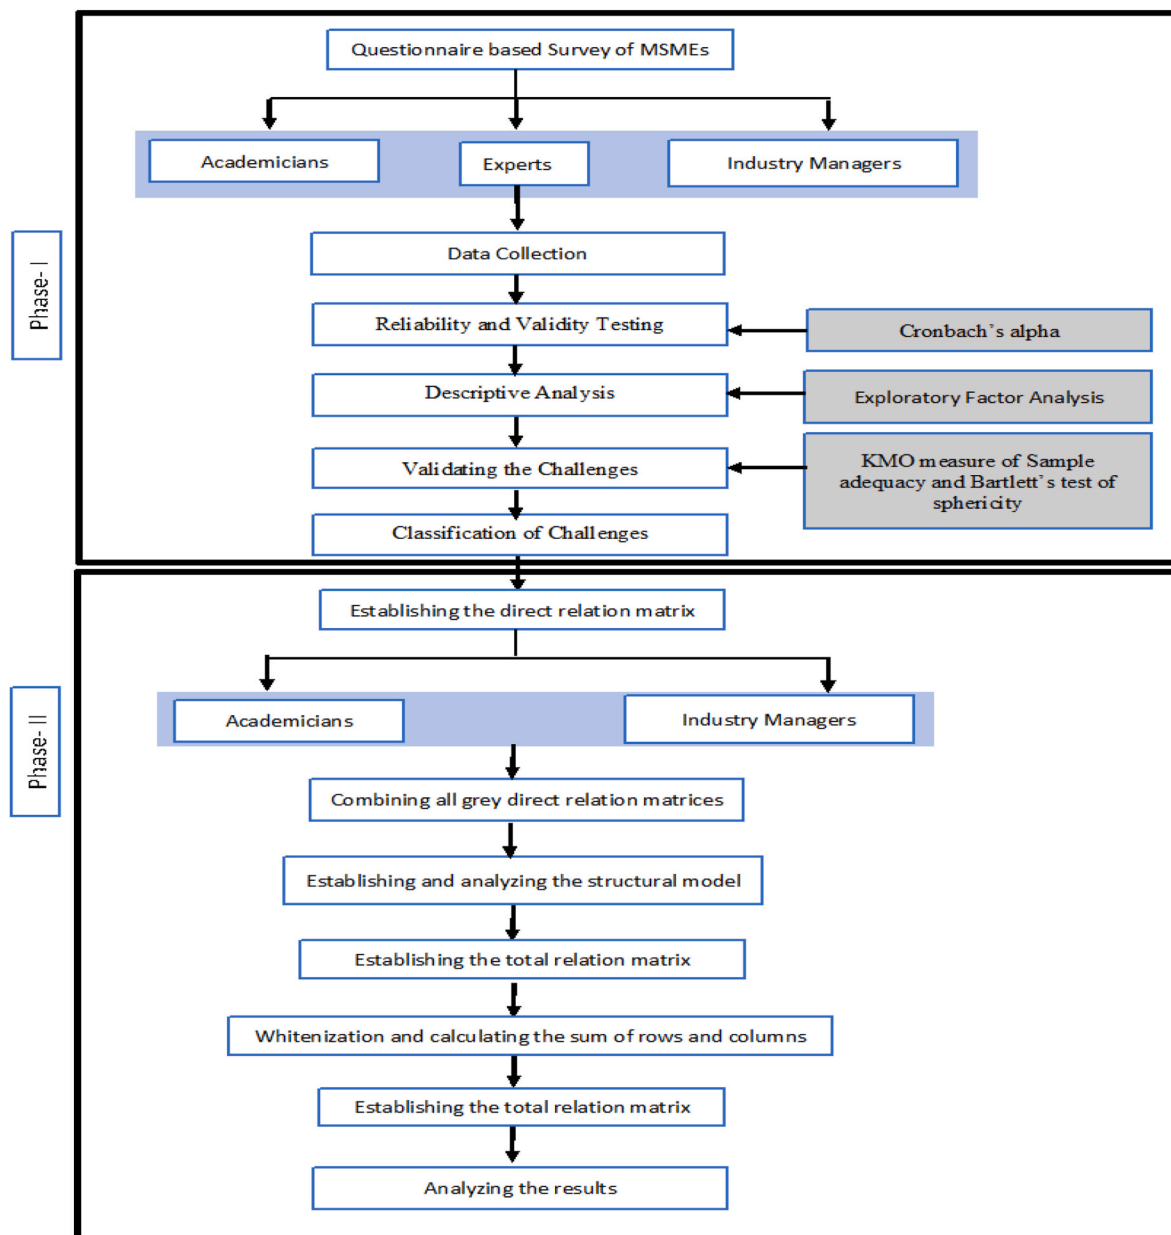 Questionnaire based Survey of MSMEs
Academicians
Experts
Industry Managers
Phase- I
Data Collection
Reliability and Validity Testing
Cronbach's alpha
Descriptive Analysis
Exploratory Factor Analysis
Validating the Challenges
KMO measure of Sample
adequacy and Bartlett's test of
sphericity
Classification of Challenges
Phase- II
Establishing the direct relation matrix
Academicians
Industry Managers
Combining all grey direct relation matrices
Establishing and analyzing the structural model
Establishing the total relation matrix
Whitenization and calculating the sum of rows and columns
Establishing the total relation matrix
Analyzing the results